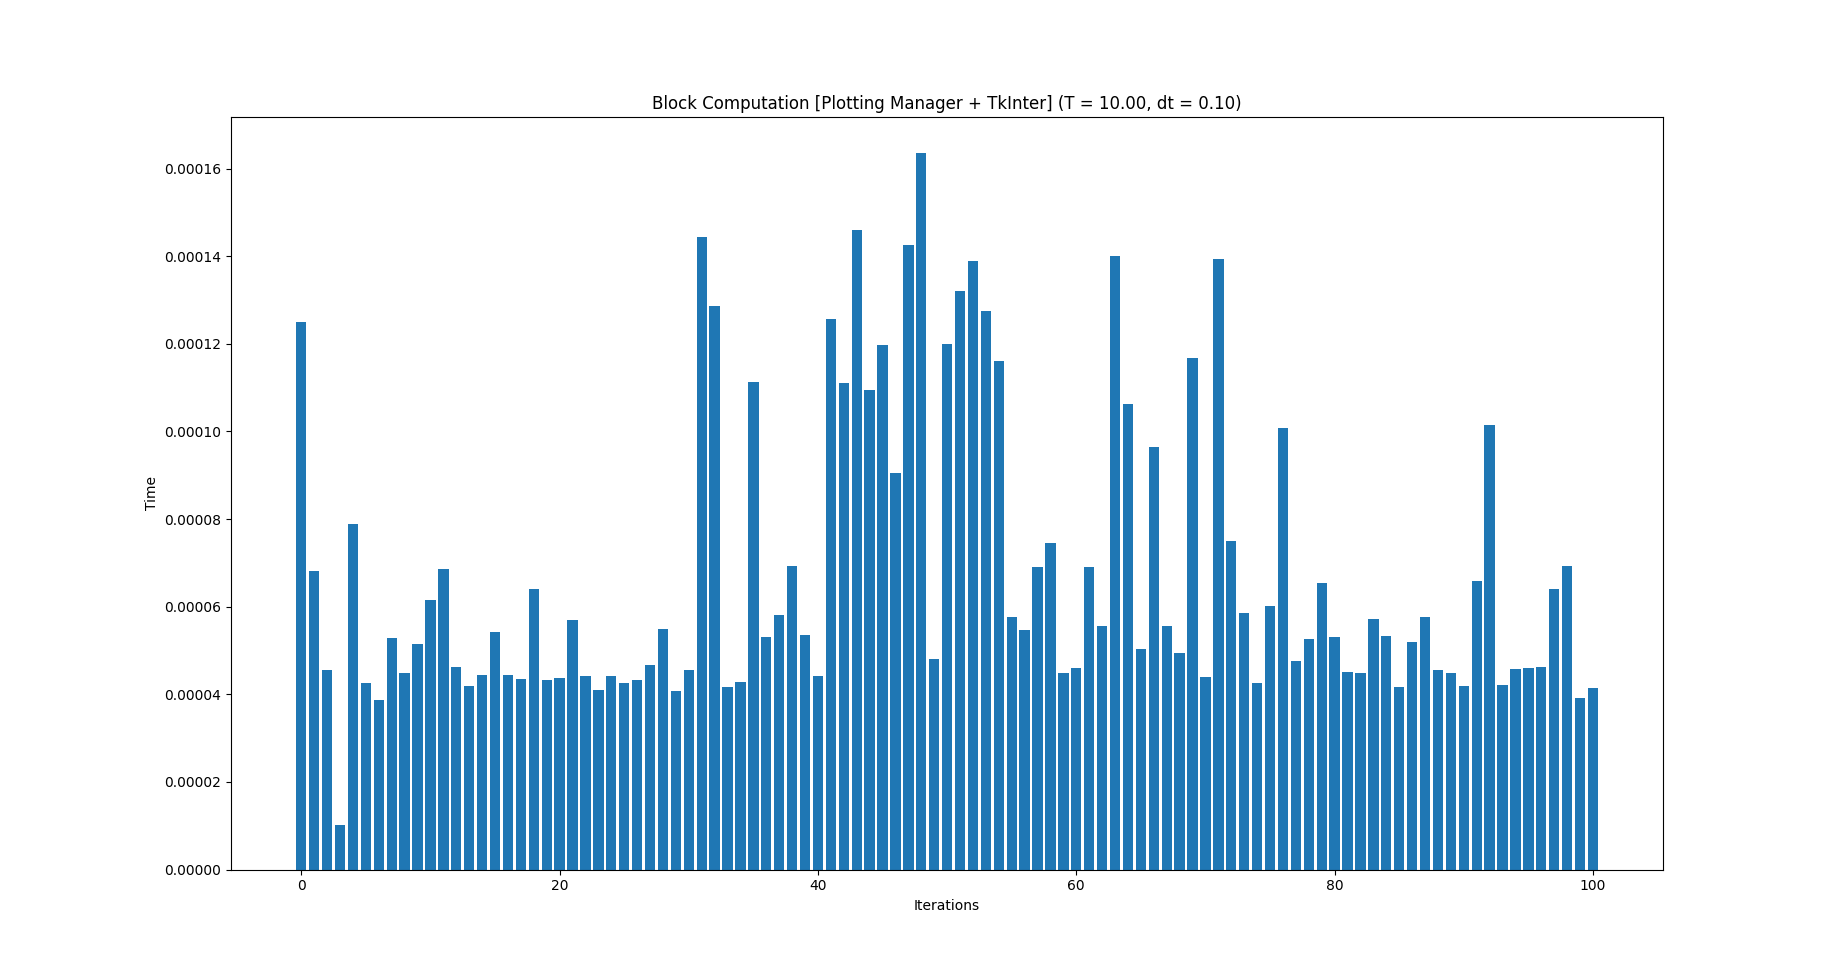 Block Computation [Plotting Manager + TkInter] (T = 10.00, dt = 0.10)
0.00016
0.00014
0.00012
0.00010
0.00008
0.00006
0.00004
0.00002
0.00000
Time
0 20 40 60 80 100
Iterations